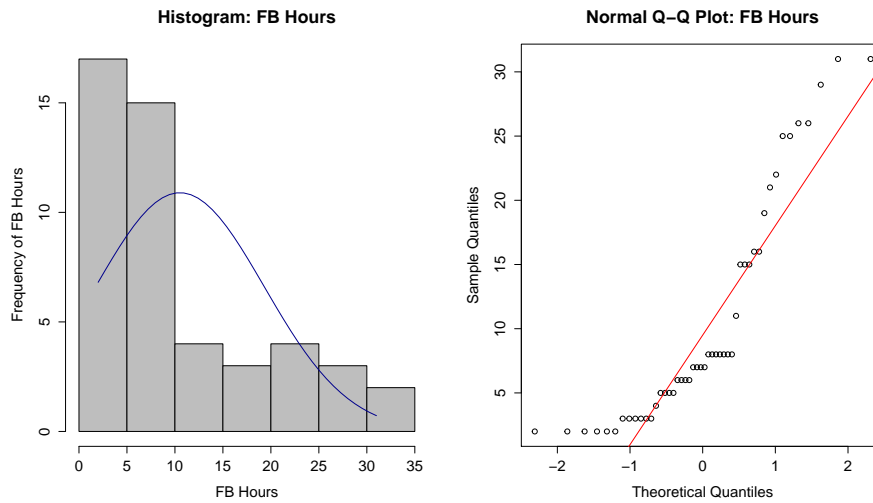 Histogram: FB Hours
Frequency of FB Hours
15
10
5
0
0 5 10 15 20 25 30 35
FB Hours
Normal Q−Q Plot: FB Hours
Sample Quantiles
30
25
20
15
10
5
−2 −1 0 1 2
Theoretical Quantiles